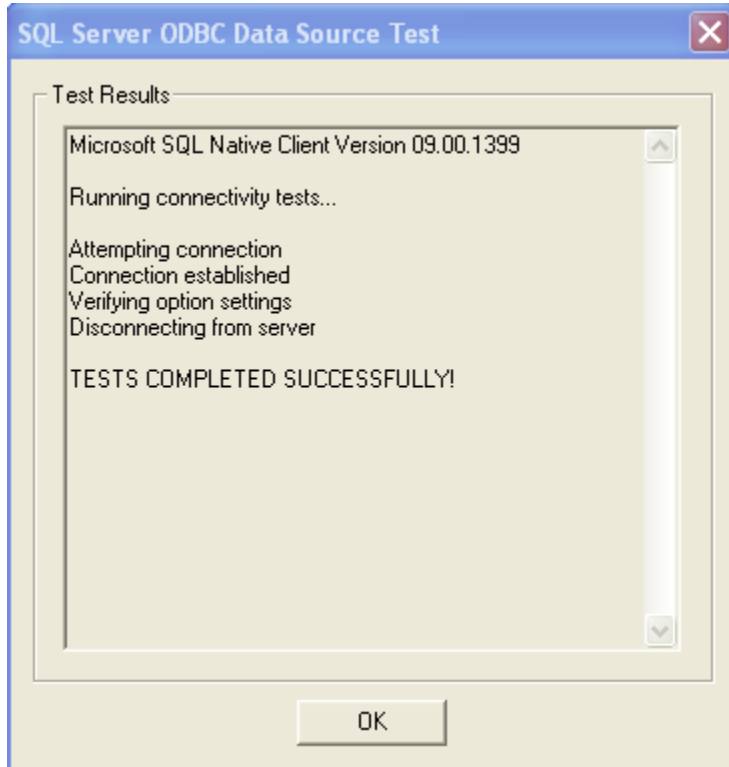 SQL Server ODBC Data Source Test
Test Results
Microsoft SQL Native Client Version 09.00.1399
Running connectivity tests...
Attempting connection
Connection established
Verifying option settings
Disconnecting from server
TESTS COMPLETED SUCCESSFULLY!
OK